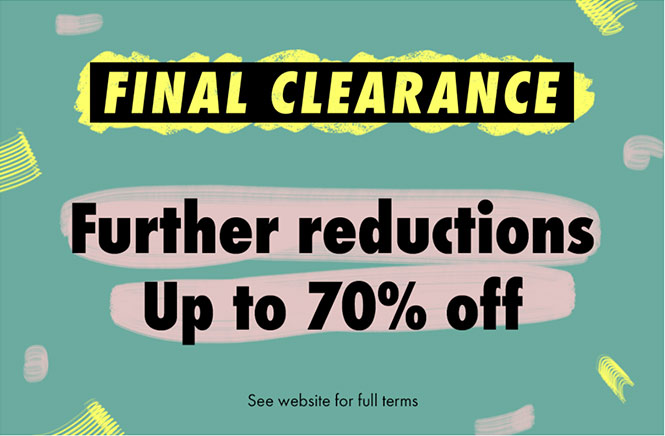 FINAL CLEARANCE
Further reductions
Up to 70% off
See website for full terms